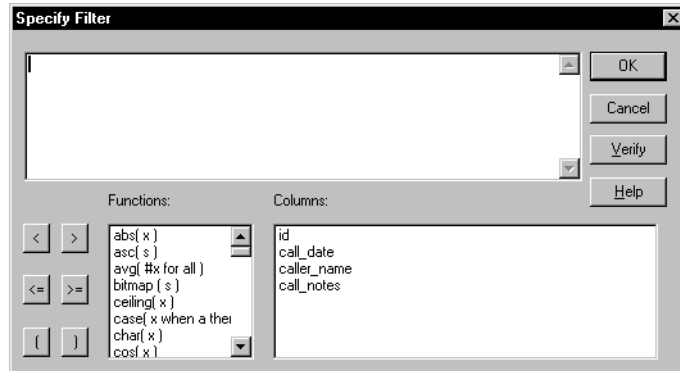 Specify Filter
OK
Cancel
Verify
Help
Functions:
Columns:
< >
<= >=
( )
abs( x )
asc( s )
avg( #x for all )
bitmap ( s )
ceiling( x )
case( x when a ther
char( x )
cos( x )
id
call_date
caller_name
call_notes